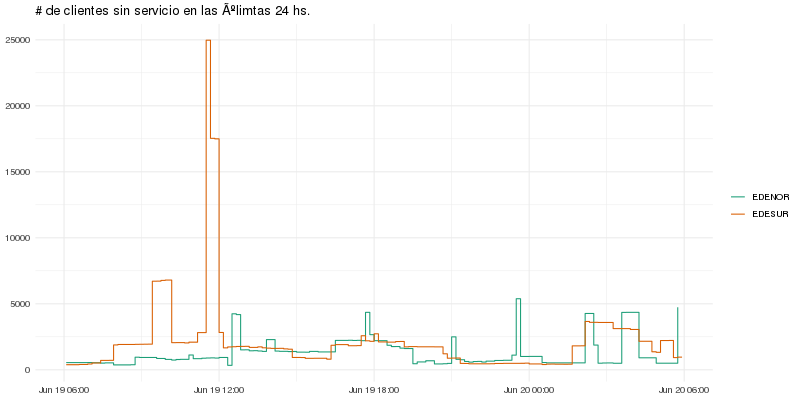 # de clientes sin servicio en las Ãºlimtas 24 hs.
25000
20000
15000
10000
5000
0
Jun 19 06:00
Jun 19 12:00
Jun 19 18:00
Jun 20 00:00
Jun 20 06:00
EDENOR
EDESUR